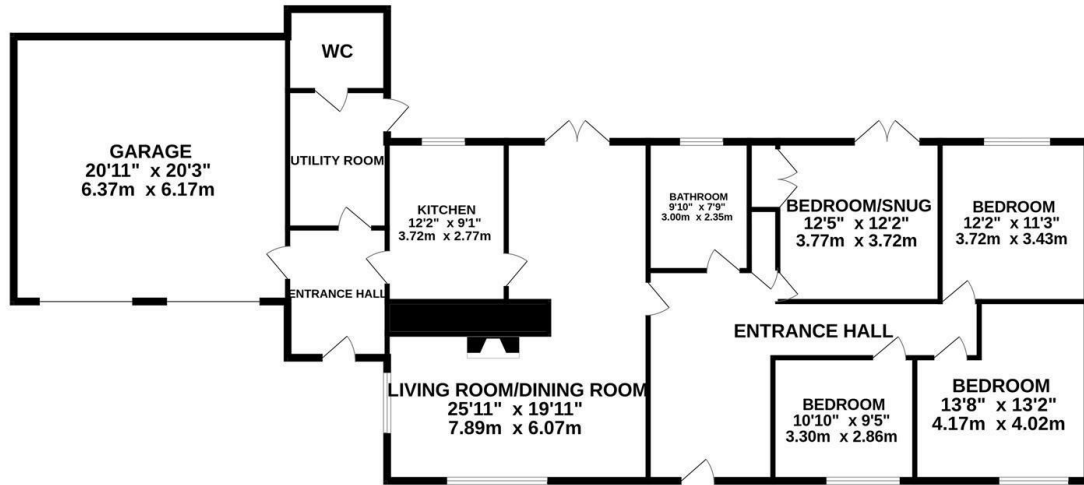 WC
GARAGE
20'11" x 20'3"
6.37m x 6.17m
UTILITY ROOM
KITCHEN
12'2" x 9'1"
3.72m x 2.77m
BATHROOM
9'10" x 7'9"
3.00m x 2.35m
BEDROOM/SNUG
12'5" x 12'2"
3.77m x 3.72m
BEDROOM
12'2" x 11'3"
3.72m x 3.43m
ENTRANCE HALL
ENTRANCE HALL
LIVING ROOM/DINING ROOM
25'11" x 19'11"
7.89m x 6.07m
BEDROOM
10'10" x 9'5"
3.30m x 2.86m
BEDROOM
13'8" x 13'2"
4.17m x 4.02m